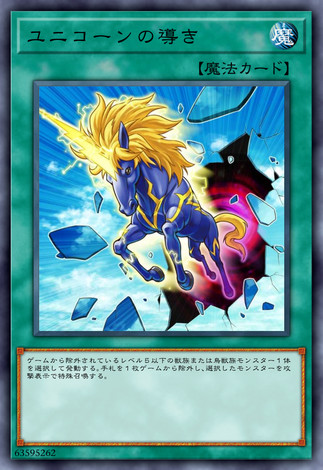 ユニコーンの導き
魔
【魔法カード】
ゲームから除外されているレベル５以下の獣族または鳥獣族モンスター１体
を選択して発動する。手札を１枚ゲームから除外し、選択したモンスターを攻
撃表示で特殊召喚する。
63595262